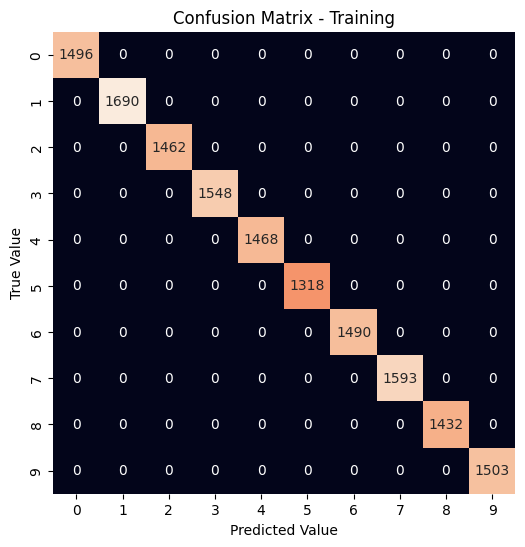 Confusion Matrix - Training
0 1496 0 0 0 0 0 0 0 0 0
1 0 1690 0 0 0 0 0 0 0 0
2 0 0 1462 0 0 0 0 0 0 0
3 0 0 0 1548 0 0 0 0 0 0
4 0 0 0 0 1468 0 0 0 0 0
5 0 0 0 0 0 1318 0 0 0 0
6 0 0 0 0 0 0 1490 0 0 0
7 0 0 0 0 0 0 0 1593 0 0
8 0 0 0 0 0 0 0 0 1432 0
9 0 0 0 0 0 0 0 0 0 1503
0 1 2 3 4 5 6 7 8 9
True Value
Predicted Value